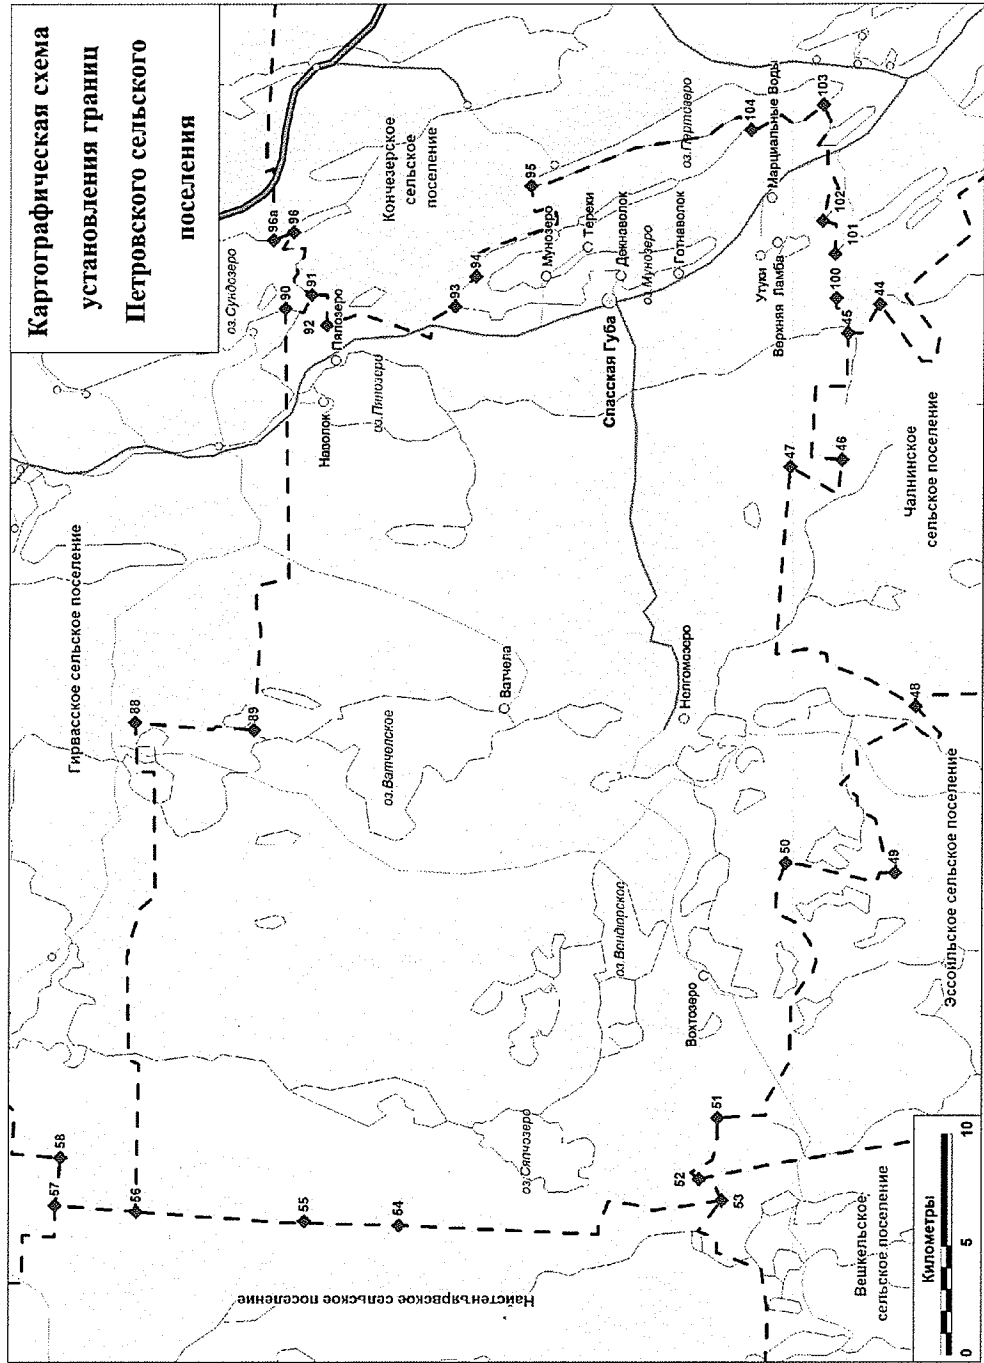 Картографическая схема
установления границ
Петровского сельского
поселения
Гирвасское сельское поселение
Кончезерское
сельское
поселение
Чалнинское
сельское поселение
Эссойльское сельское поселение
Вешкельское
сельское поселение
Найстенъярвское сельское поселение
оз.Сундозеро
оз.Пялозеро
Наволок
Пялозеро
Мунозеро
Тереки
Декнаволок
оз.Мунозеро
Готнаволок
оз.Пертозеро
Марциальные Воды
Утуки
Верхняя Ламба
Спасская Губа
Ватчела
оз.Ватчелское
Нелгомозеро
оз.Вендюрское
Вохтозеро
оз.Сяпчозеро
44
45
46
47
48
49
50
51
52
53
54
55
56
57
58
88
89
90
91
92
93
94
95
96
96а
100
101
102
103
104
Километры
0
5
10